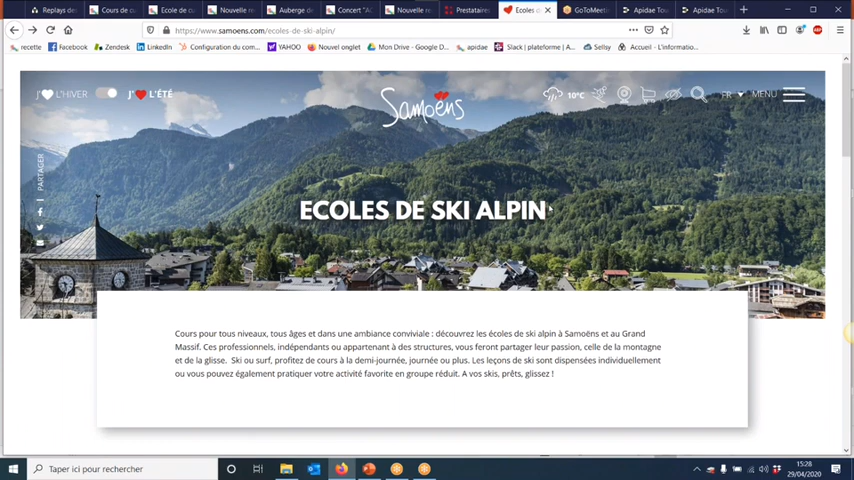 Replays des
Cours de cu
Ecole de cu
Nouvelle re
Auberge de
Concert "AC
Nouvelle re
Prestataires
Ecoles d
GoToMeeti
Apidae Tou
Apidae Tou
https://www.samoens.com/ecoles-de-ski-alpin/
recette
Facebook
Zendesk
LinkedIn
Configuration du com...
YAHOO
Nouvel onglet
Mon Drive - Google D...
apidae
Slack | plateforme | A...
Accueil - L'informatio...
J' L'HIVER
J' L'ÉTÉ
Samoëns
10°C
FR
MENU
PARTAGER
ECOLES DE SKI ALPIN
Cours pour tous niveaux, tous âges et dans une ambiance conviviale : découvrez les écoles de ski alpin à Samoëns et au Grand
Massif. Ces professionnels, indépendants ou appartenant à des structures, vous feront partager leur passion, celle de la montagne
et de la glisse. Ski ou surf, profitez de cours à la demi-journée, journée ou plus. Les leçons de ski sont dispensées individuellement
ou vous pouvez également pratiquer votre activité favorite en groupe réduit. A vos skis, prêts, glissez !
Taper ici pour rechercher
15:28
29/04/2020